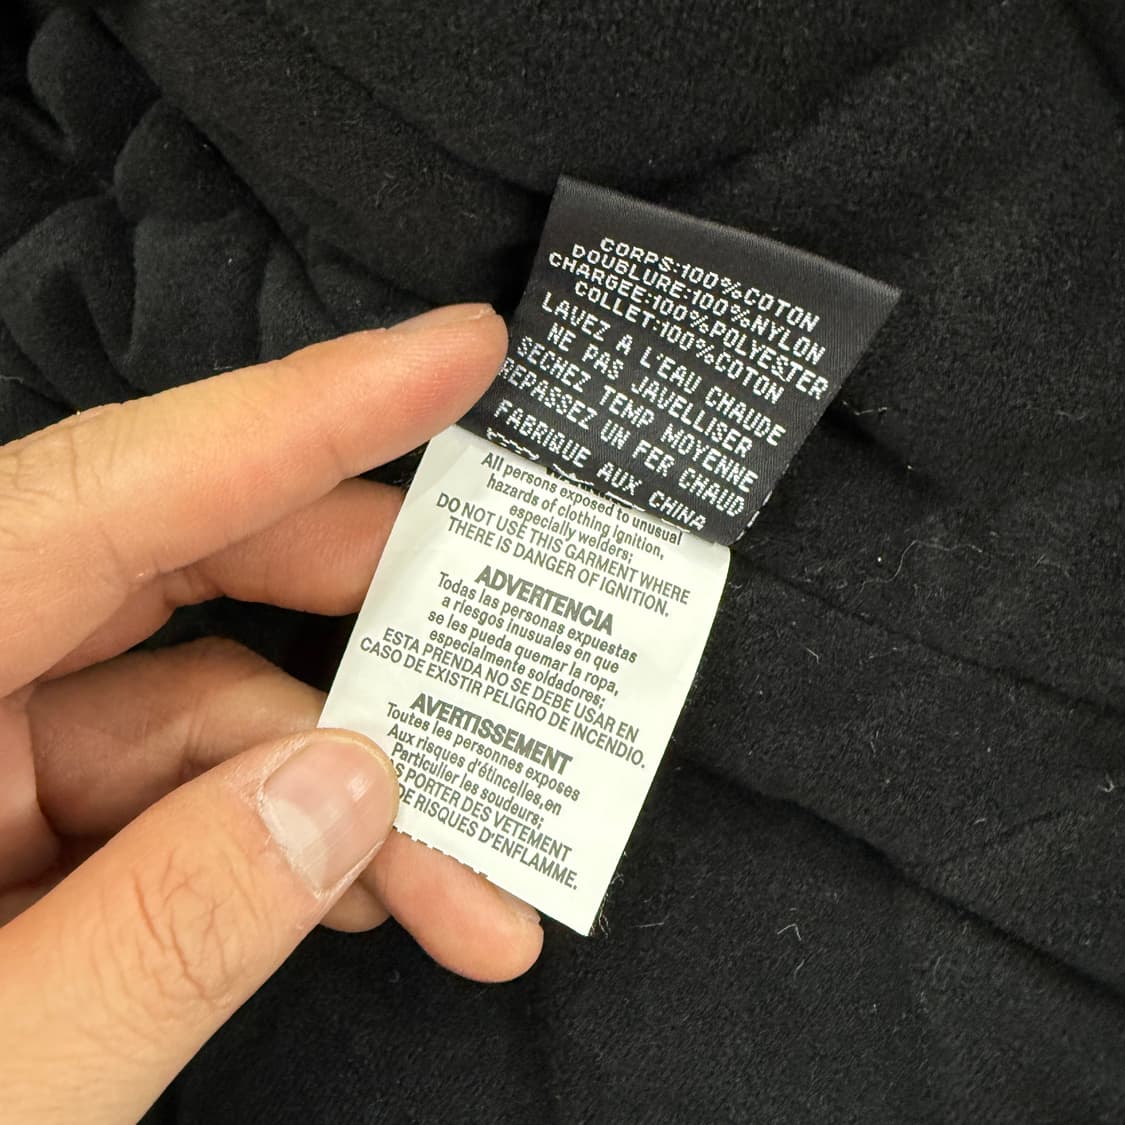 CORPS:100%COTON
DOUBLURE:100%NYLON
CHARGEE:100%POLYESTER
COLLET:100%COTON
LAVEZ A L'EAU CHAUDE
NE PAS JAVELLISER
SECHEZ TEMP MOYENNE
REPASSEZ UN FER CHAUD
FABRIQUE AUX CHINA
All persons exposed to unusual
hazards of clothing ignition,
especially welders;
DO NOT USE THIS GARMENT WHERE
THERE IS DANGER OF IGNITION.
ADVERTENCIA
Todas las personas expuestas
a riesgos inusuales en que
se les pueda quemar la ropa,
especialmente soldadores;
ESTA PRENDA NO SE DEBE USAR EN
CASO DE EXISTIR PELIGRO DE INCENDIO.
AVERTISSEMENT
Toutes les personnes exposes
Aux risques d'étincelles,en
Particulier les soudeurs;
PORTER DES VETEMENT
DE RISQUES D'ENFLAMME.